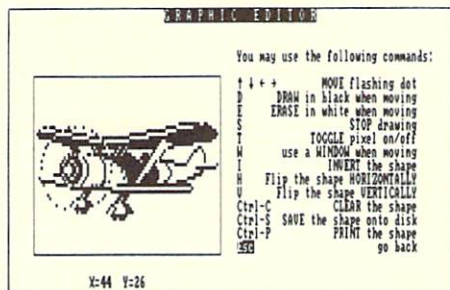 GRAPHIC EDITOR
You may use the following commands:
↑ ↓ ← → MOVE flashing dot
D DRAW in black when moving
E ERASE in white when moving
S STOP drawing
T TOGGLE pixel on/off
W use a WINDOW when moving
I INVERT the shape
H Flip the shape HORIZONTALLY
V Flip the shape VERTICALLY
Ctrl-C CLEAR the shape
Ctrl-S SAVE the shape onto disk
Ctrl-P PRINT the shape
ESC go back
X=44 Y=26